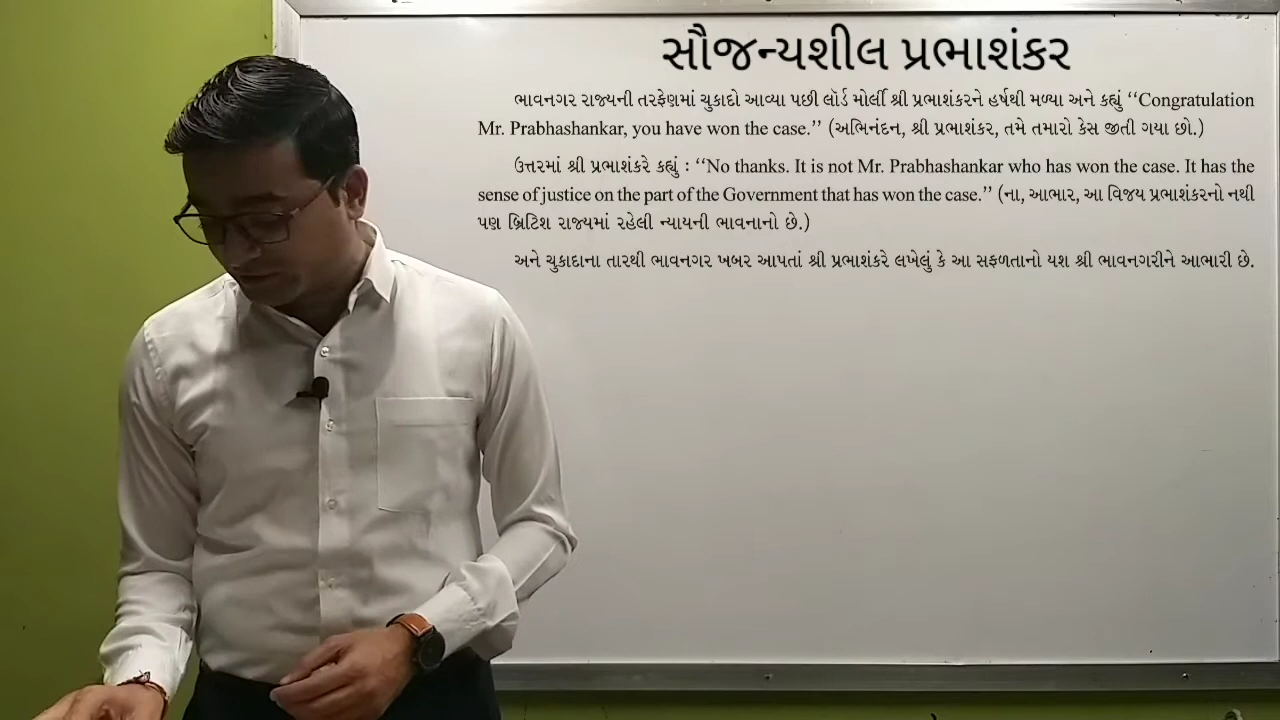 સૌજન્યશીલ પ્રભાશંકર
ભાવનગર રાજ્યની તરફેણમાં ચુકાદો આવ્યા પછી લૉર્ડ મોર્લી શ્રી પ્રભાશંકરને હર્ષથી મળ્યા અને કહ્યું ‘‘Congratulation
Mr. Prabhashankar, you have won the case.’’ (અભિનંદન, શ્રી પ્રભાશંકર, તમે તમારો કેસ જીતી ગયા છો.)
ઉત્તરમાં શ્રી પ્રભાશંકરે કહ્યું : ‘‘No thanks. It is not Mr. Prabhashankar who has won the case. It has the
sense of justice on the part of the Government that has won the case.’’ (ના, આભાર, આ વિજય પ્રભાશંકરનો નથી
પણ બ્રિટિશ રાજ્યમાં રહેલી ન્યાયની ભાવનાનો છે.)
અને ચુકાદાના તારથી ભાવનગર ખબર આપતાં શ્રી પ્રભાશંકરે લખેલું કે આ સફળતાનો યશ શ્રી ભાવનગરીને આભારી છે.